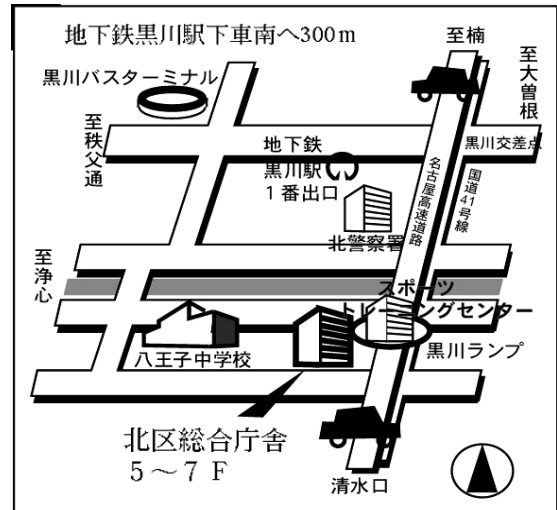 地下鉄黒川駅下車南へ300m
至楠
至大曽根
黒川バスターミナル
至秩父通
地下鉄
黒川駅
1番出口
黒川交差点
名古屋高速道路
国道41号線
北警察署
至浄心
スポーツ
トレーニングセンター
八王子中学校
黒川ランプ
北区総合庁舎
5～7F
清水口